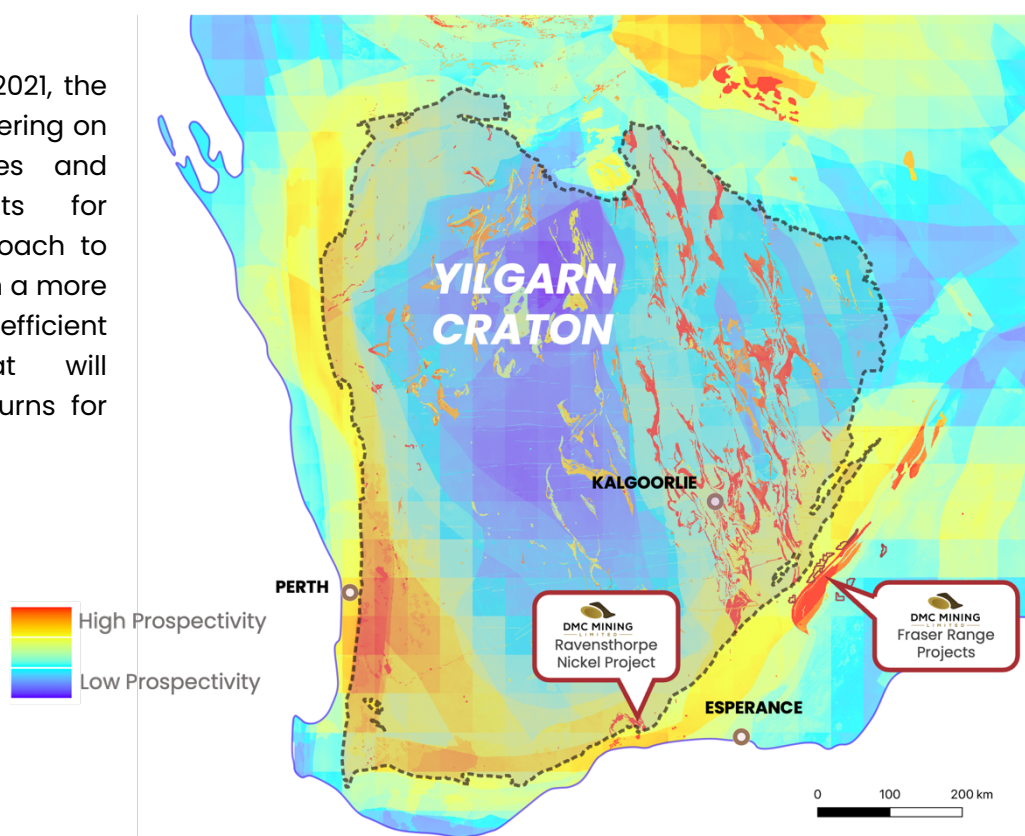 2021, the
ering on
es and
ts for
oach to
a more
efficient
at will
urns for
YILGARN
CRATON
KALGOORLIE
PERTH
High Prospectivity
Low Prospectivity
DMC MINING
LIMITED
Ravensthorpe
Nickel Project
DMC MINING
LIMITED
Fraser Range
Projects
ESPERANCE
0 100 200 km